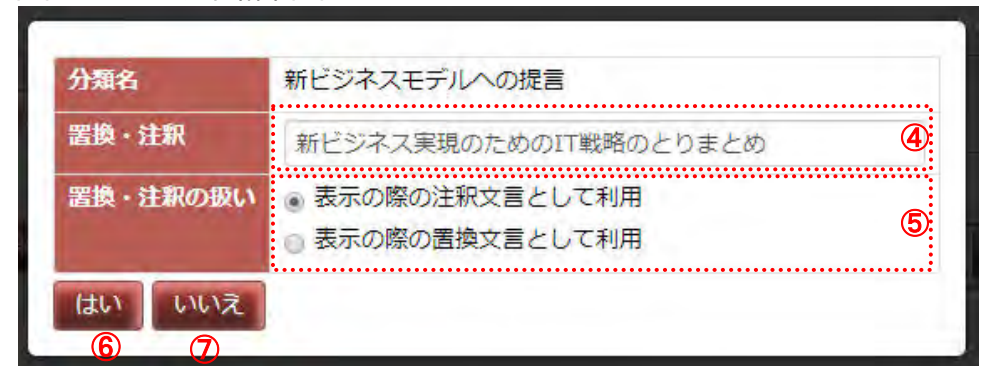 分類名 新ビジネスモデルへの提言
置換・注釈 新ビジネス実現のためのIT戦略のとりまとめ ④
置換・注釈の扱い 表示の際の注釈文言として利用
表示の際の置換文言として利用 ⑤
はい いいえ
⑥ ⑦